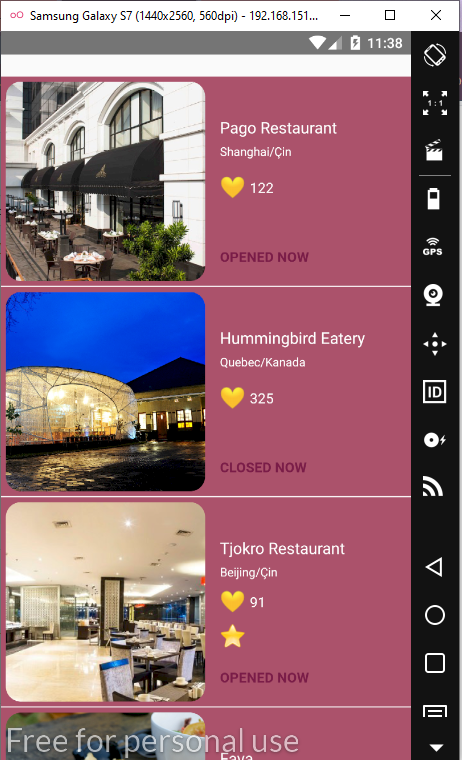 Samsung Galaxy S7 (1440x2560, 560dpi) - 192.168.151...
11:38
Pago Restaurant
Shanghai/Çin
122
OPENED NOW
Hummingbird Eatery
Quebec/Kanada
325
CLOSED NOW
Tjokro Restaurant
Beijing/Çin
91
OPENED NOW
Free for personal use
1:1
GPS
ID